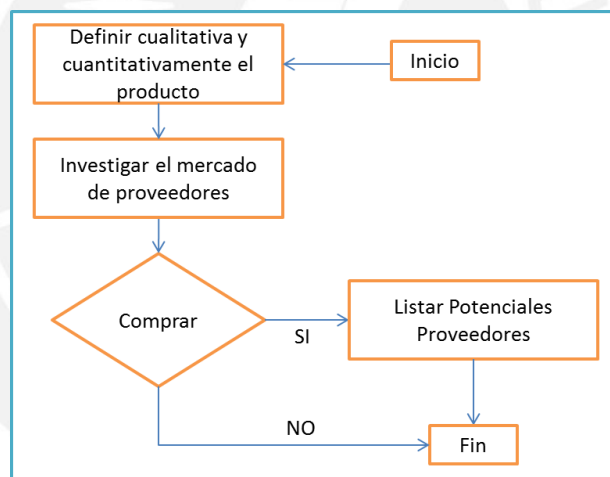 Definir cualitativa y
cuantitativamente el
producto
Inicio
Investigar el mercado
de proveedores
Comprar
SI
Listar Potenciales
Proveedores
NO
Fin